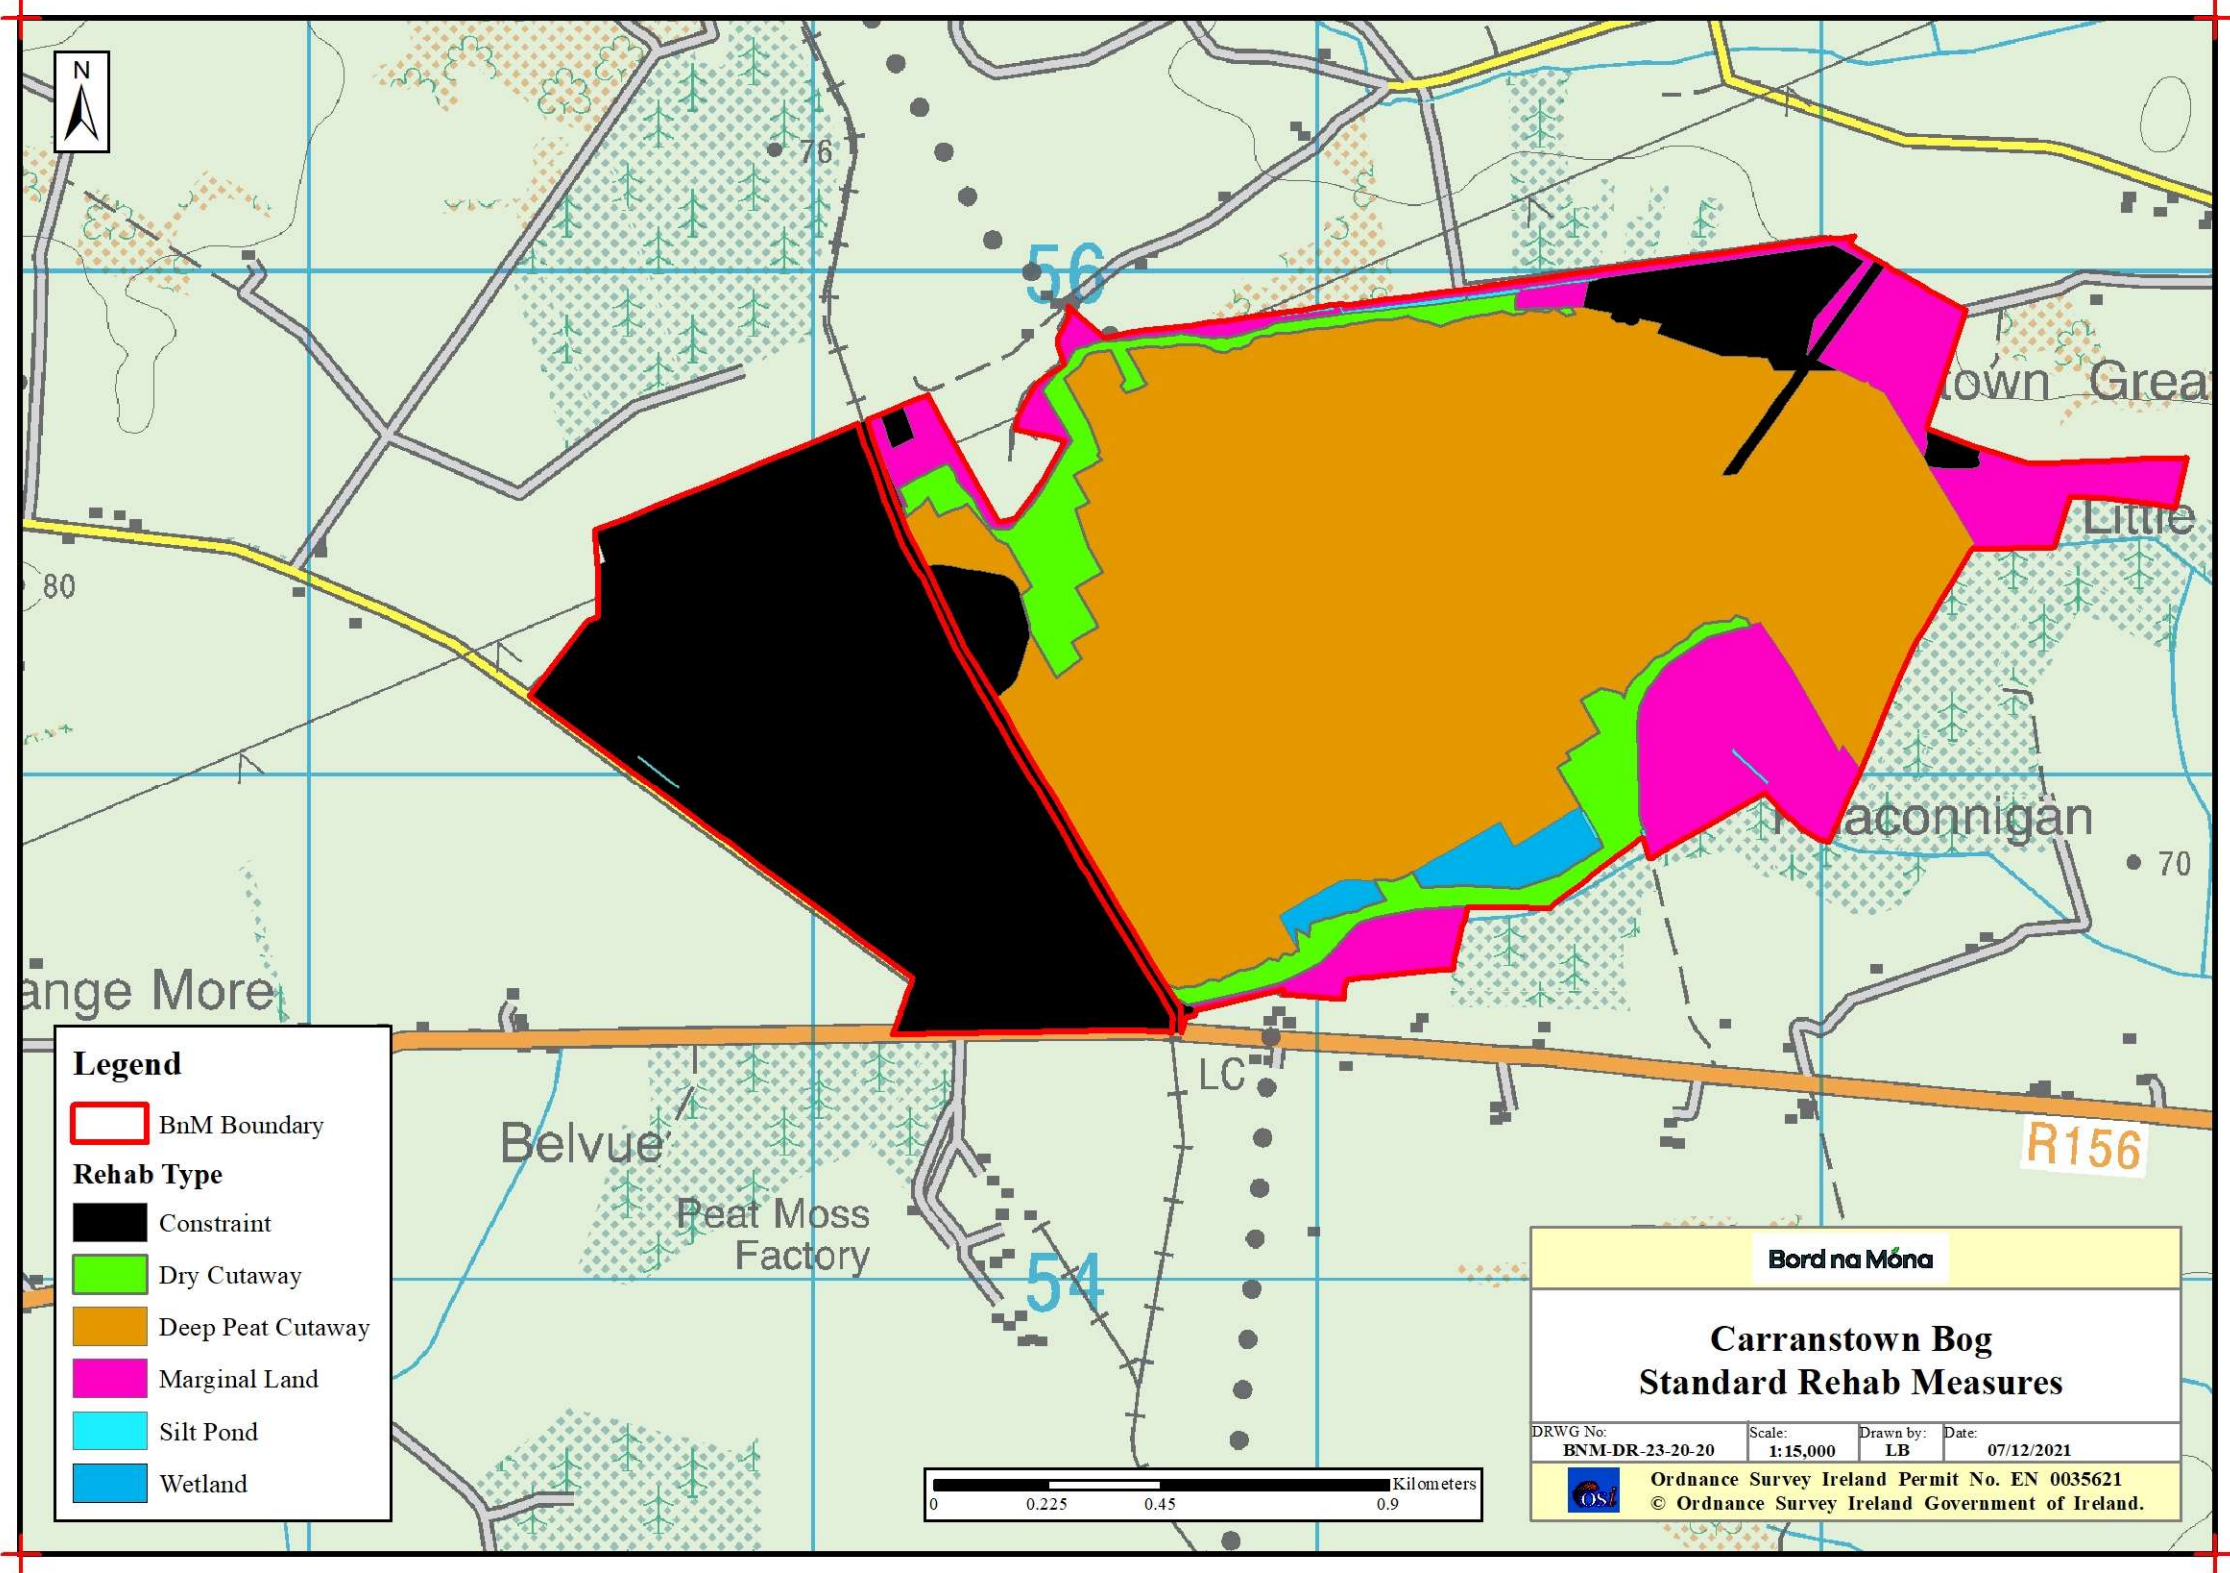 N
76
56
town Grea
Little
80
aconnigan
70
ange More
LC
Belvue
R156
Peat Moss
Factory
54
Legend
BnM Boundary
Rehab Type
Constraint
Dry Cutaway
Deep Peat Cutaway
Marginal Land
Silt Pond
Wetland
Kilometers
0 0.225 0.45 0.9
Bord na Móna
Carranstown Bog
Standard Rehab Measures
DRWG No: Scale: Drawn by: Date:
BNM-DR-23-20-20 1:15,000 LB 07/12/2021
osi
Ordnance Survey Ireland Permit No. EN 0035621
© Ordnance Survey Ireland Government of Ireland.